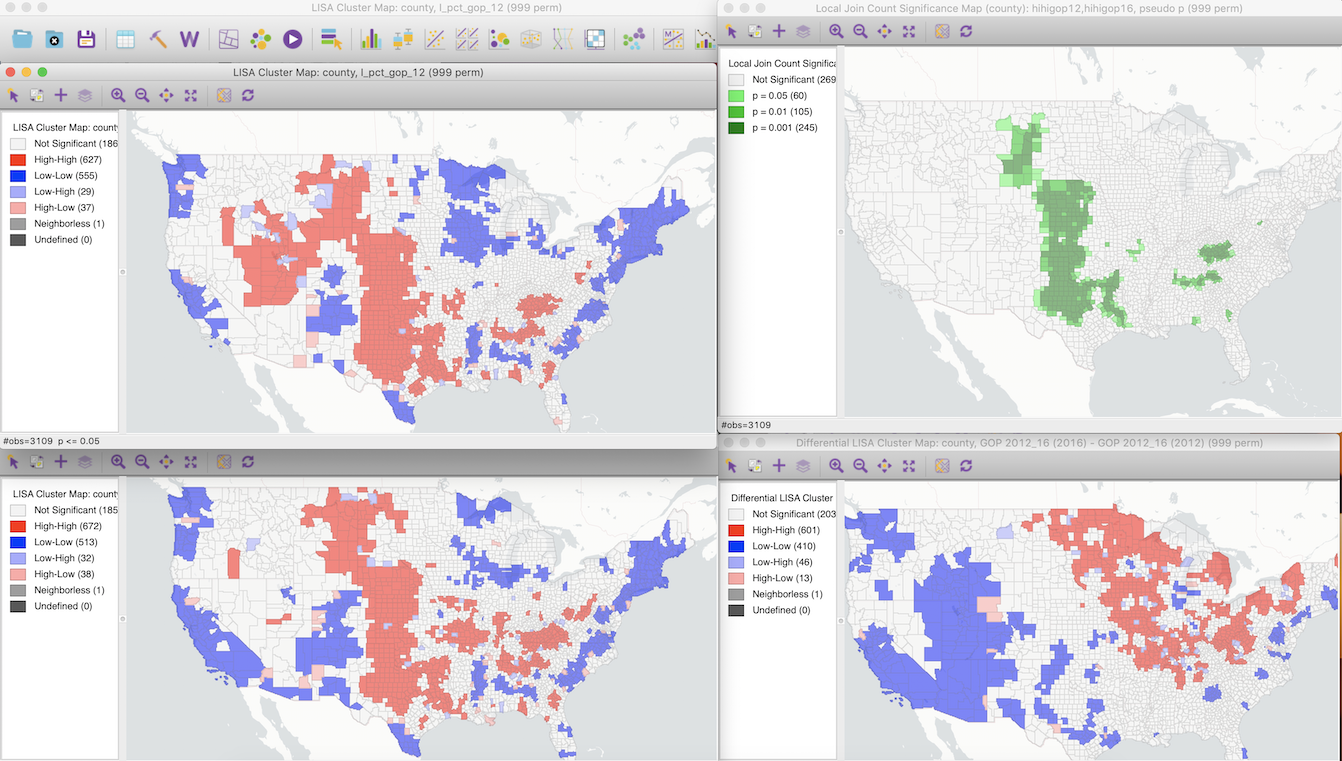 LISA Cluster Map: county, I_pct_gop_12 (999 perm)
LISA Cluster Map: county, I_pct_gop_12 (999 perm)
LISA Cluster Map: count
Not Significant (186
High-High (627)
Low-Low (555)
Low-High (29)
High-Low (37)
Neighborless (1)
Undefined (0)
#obs=3109 p <= 0.05
Local Join Count Significance Map (county): hihigop12,hihigop16, pseudo p (999 perm)
Local Join Count Significa
Not Significant (269
p = 0.05 (60)
p = 0.01 (105)
p = 0.001 (245)
#obs=3109
LISA Cluster Map: count
Not Significant (185
High-High (672)
Low-Low (513)
Low-High (32)
High-Low (38)
Neighborless (1)
Undefined (0)
Differential LISA Cluster Map: county, GOP 2012_16 (2016) - GOP 2012_16 (2012) (999 perm)
Differential LISA Cluster
Not Significant (203
High-High (601)
Low-Low (410)
Low-High (46)
High-Low (13)
Neighborless (1)
Undefined (0)